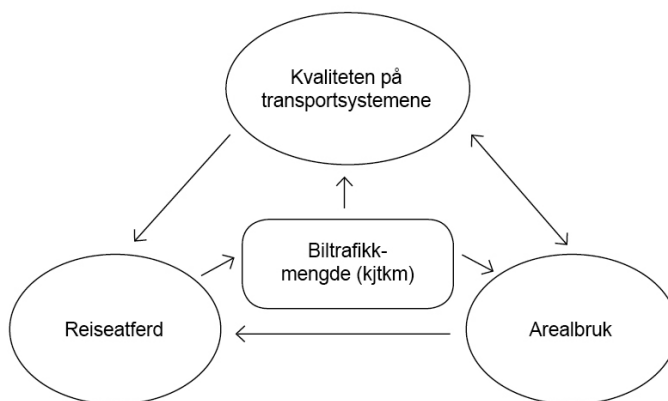 Kvaliteten på
transportsystemene
Biltrafikk-
mengde (kjtkm)
Reiseatferd
Arealbruk